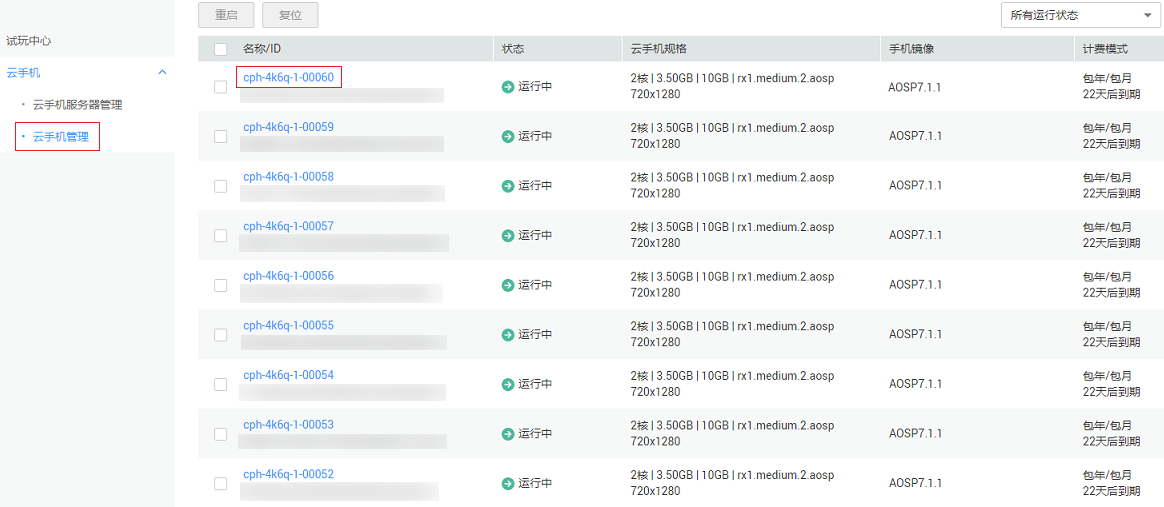 重启 复位 所有运行状态
试玩中心
云手机
· 云手机服务器管理
· 云手机管理
名称/ID 状态 云手机规格 手机镜像 计费模式
cph-4k6q-1-00060 运行中 2核 | 3.50GB | 10GB | rx1.medium.2.aosp AOSP7.1.1 包年/包月
720x1280 22天后到期
cph-4k6q-1-00059 运行中 2核 | 3.50GB | 10GB | rx1.medium.2.aosp AOSP7.1.1 包年/包月
720x1280 22天后到期
cph-4k6q-1-00058 运行中 2核 | 3.50GB | 10GB | rx1.medium.2.aosp AOSP7.1.1 包年/包月
720x1280 22天后到期
cph-4k6q-1-00057 运行中 2核 | 3.50GB | 10GB | rx1.medium.2.aosp AOSP7.1.1 包年/包月
720x1280 22天后到期
cph-4k6q-1-00056 运行中 2核 | 3.50GB | 10GB | rx1.medium.2.aosp AOSP7.1.1 包年/包月
720x1280 22天后到期
cph-4k6q-1-00055 运行中 2核 | 3.50GB | 10GB | rx1.medium.2.aosp AOSP7.1.1 包年/包月
720x1280 22天后到期
cph-4k6q-1-00054 运行中 2核 | 3.50GB | 10GB | rx1.medium.2.aosp AOSP7.1.1 包年/包月
720x1280 22天后到期
cph-4k6q-1-00053 运行中 2核 | 3.50GB | 10GB | rx1.medium.2.aosp AOSP7.1.1 包年/包月
720x1280 22天后到期
cph-4k6q-1-00052 运行中 2核 | 3.50GB | 10GB | rx1.medium.2.aosp AOSP7.1.1 包年/包月
720x1280 22天后到期